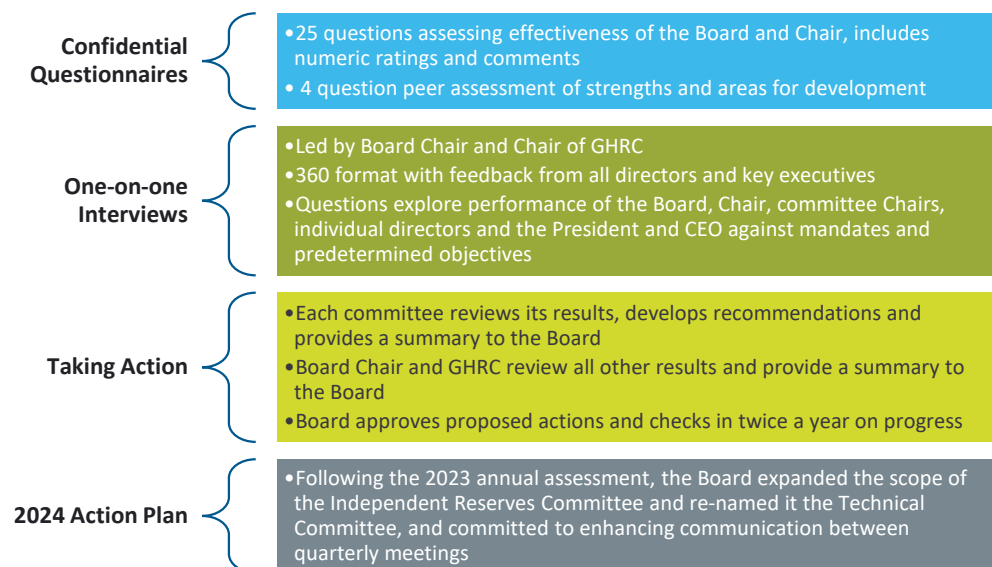 Confidential
Questionnaires
•25 questions assessing effectiveness of the Board and Chair, includes
numeric ratings and comments
• 4 question peer assessment of strengths and areas for development
One-on-one
Interviews
•Led by Board Chair and Chair of GHRC
•360 format with feedback from all directors and key executives
•Questions explore performance of the Board, Chair, committee Chairs,
individual directors and the President and CEO against mandates and
predetermined objectives
Taking Action
•Each committee reviews its results, develops recommendations and
provides a summary to the Board
•Board Chair and GHRC review all other results and provide a summary to
the Board
•Board approves proposed actions and checks in twice a year on progress
2024 Action Plan
•Following the 2023 annual assessment, the Board expanded the scope of
the Independent Reserves Committee and re-named it the Technical
Committee, and committed to enhancing communication between
quarterly meetings